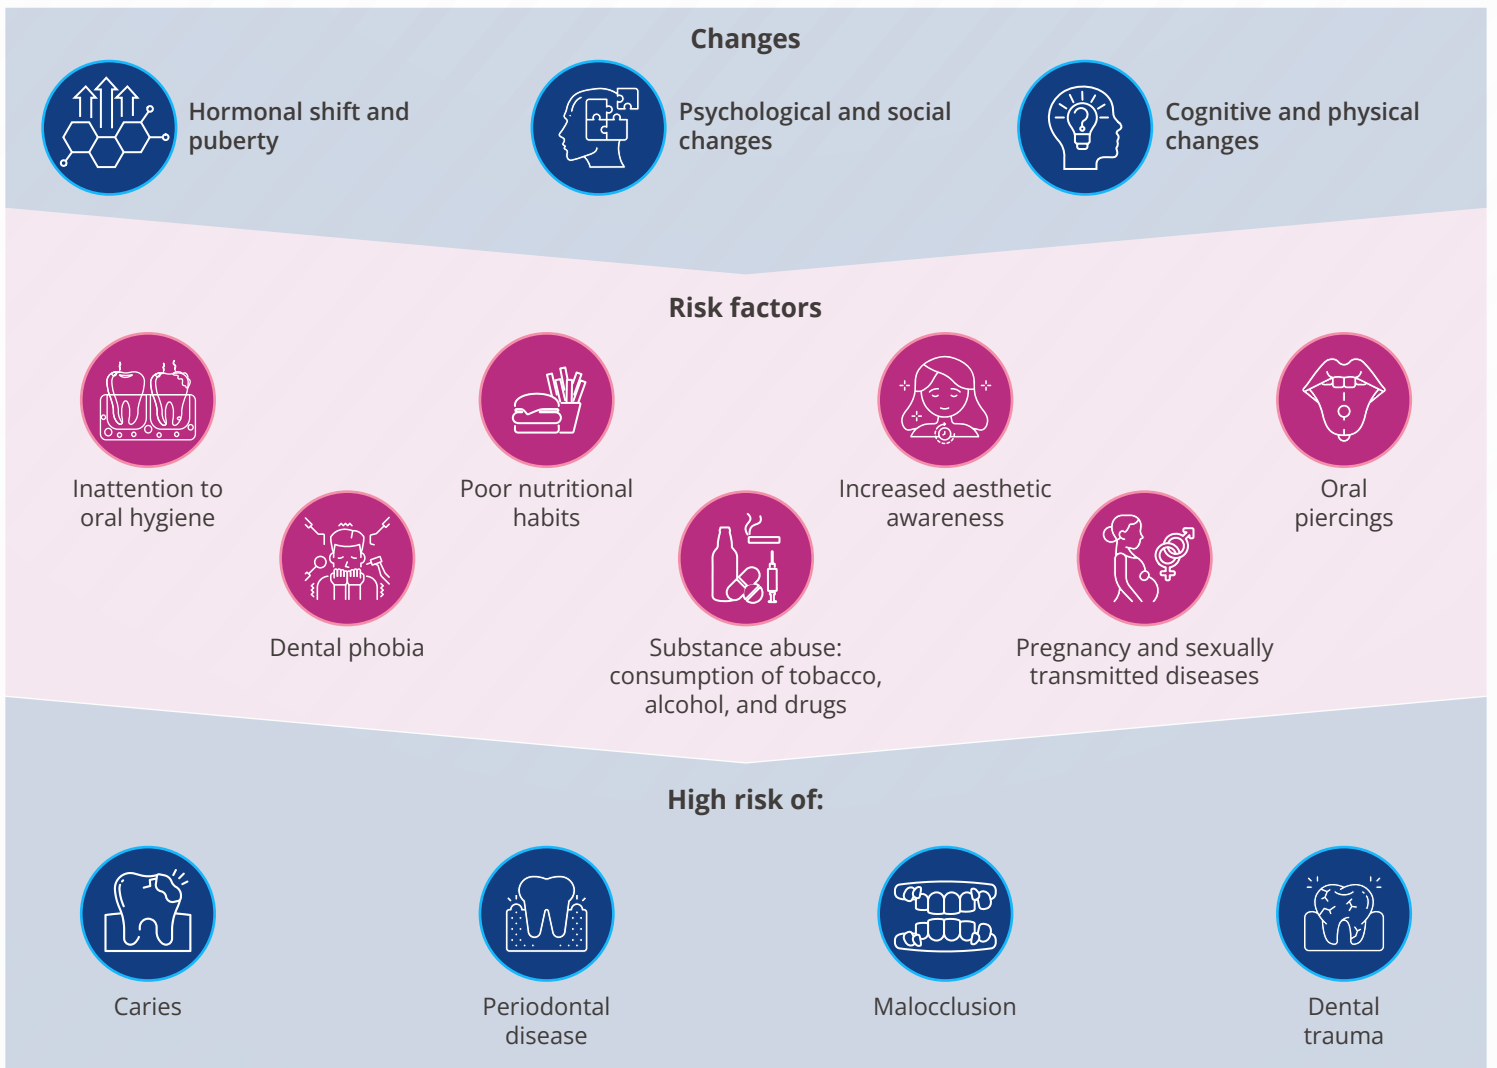 Changes
Hormonal shift and
puberty
Psychological and social
changes
Cognitive and physical
changes
Risk factors
Inattention to
oral hygiene
Poor nutritional
habits
Increased aesthetic
awareness
Oral
piercings
Dental phobia
Substance abuse:
consumption of tobacco,
alcohol, and drugs
Pregnancy and sexually
transmitted diseases
High risk of:
Caries
Periodontal
disease
Malocclusion
Dental
trauma